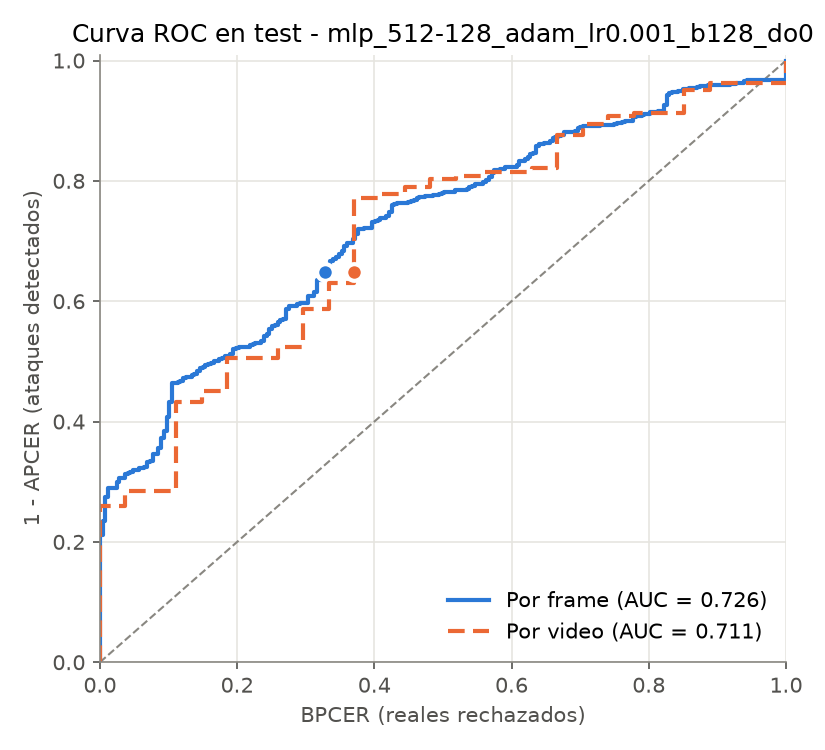 Curva ROC en test - mlp_512-128_adam_lr0.001_b128_do0
1.0
0.8
0.6
0.4
0.2
0.0
1 - APCER (ataques detectados)
Por frame (AUC = 0.726)
Por video (AUC = 0.711)
0.0 0.2 0.4 0.6 0.8 1.0
BPCER (reales rechazados)